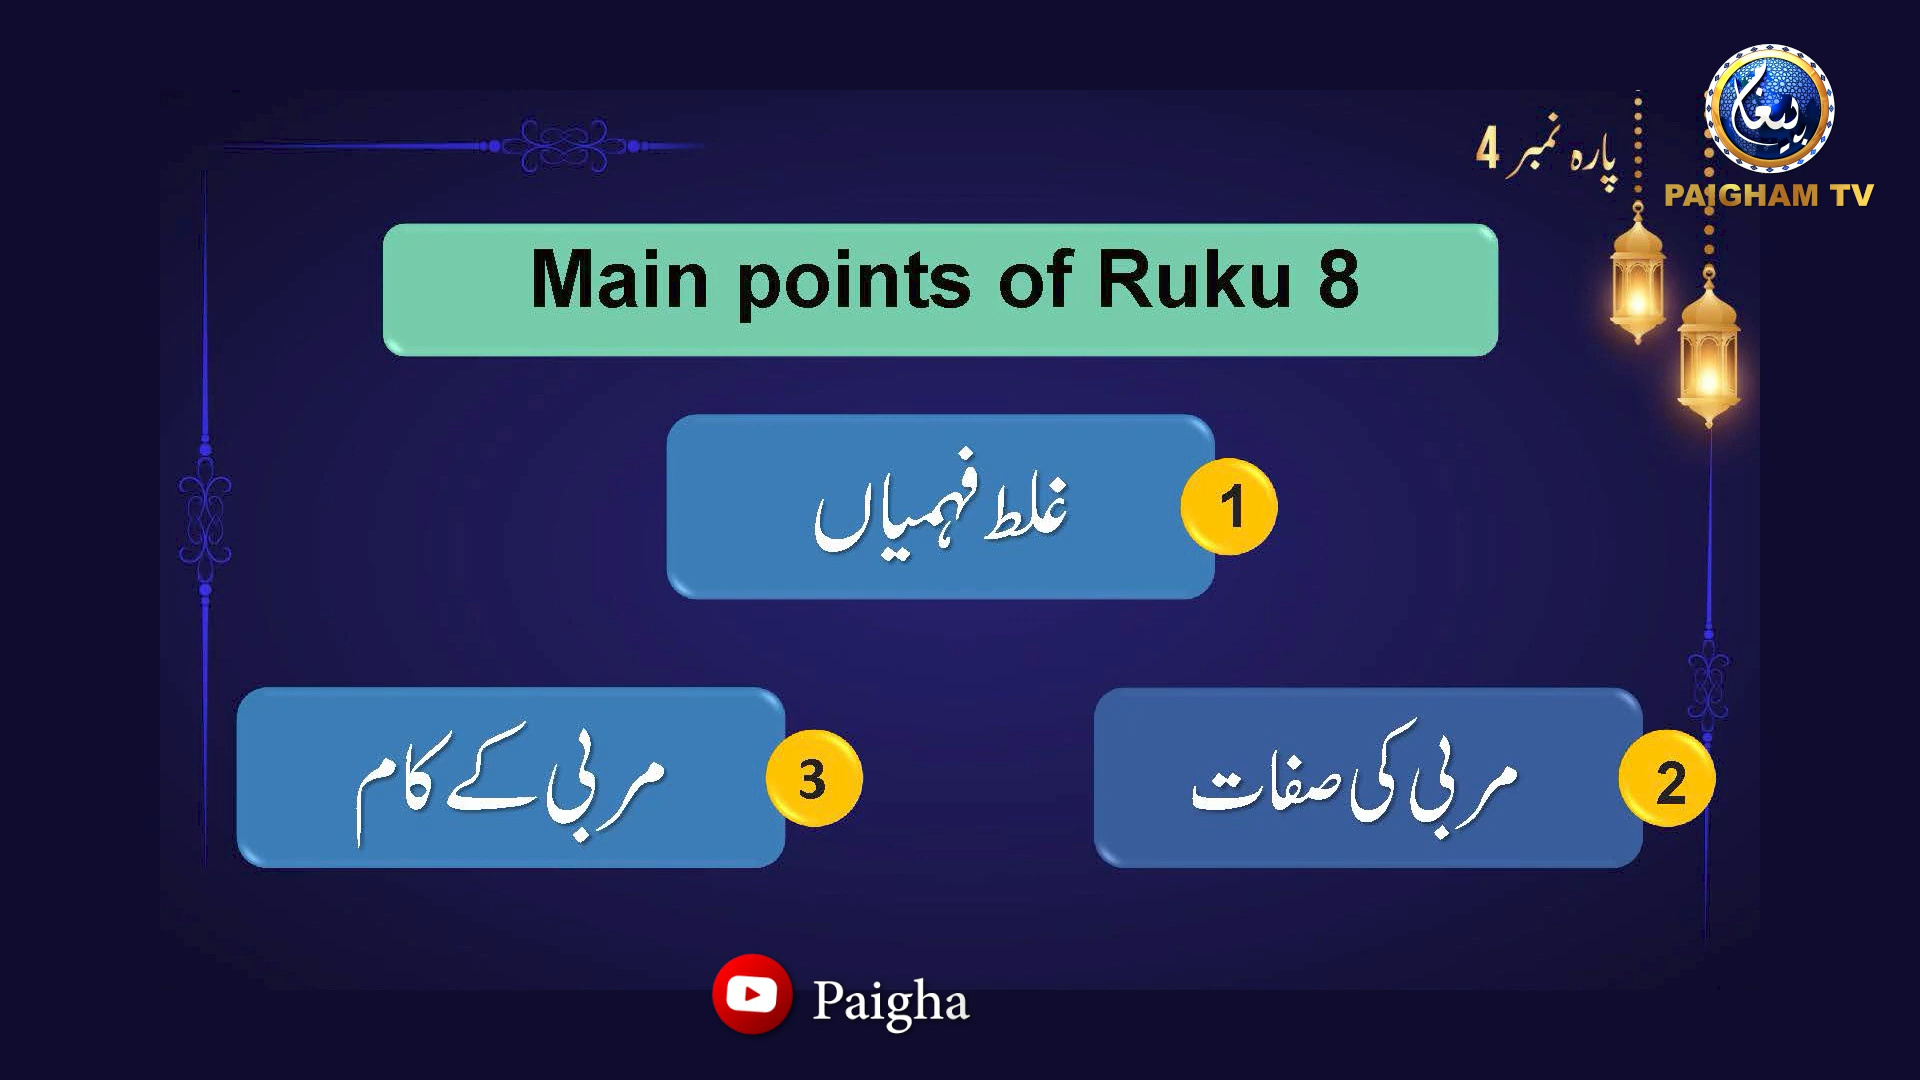 پیغام
PAIGHAM TV
پارہ نمبر 4
Main points of Ruku 8
1 غلط فہمیاں
2 مربی کی صفات
3 مربی کے کام
Paigha